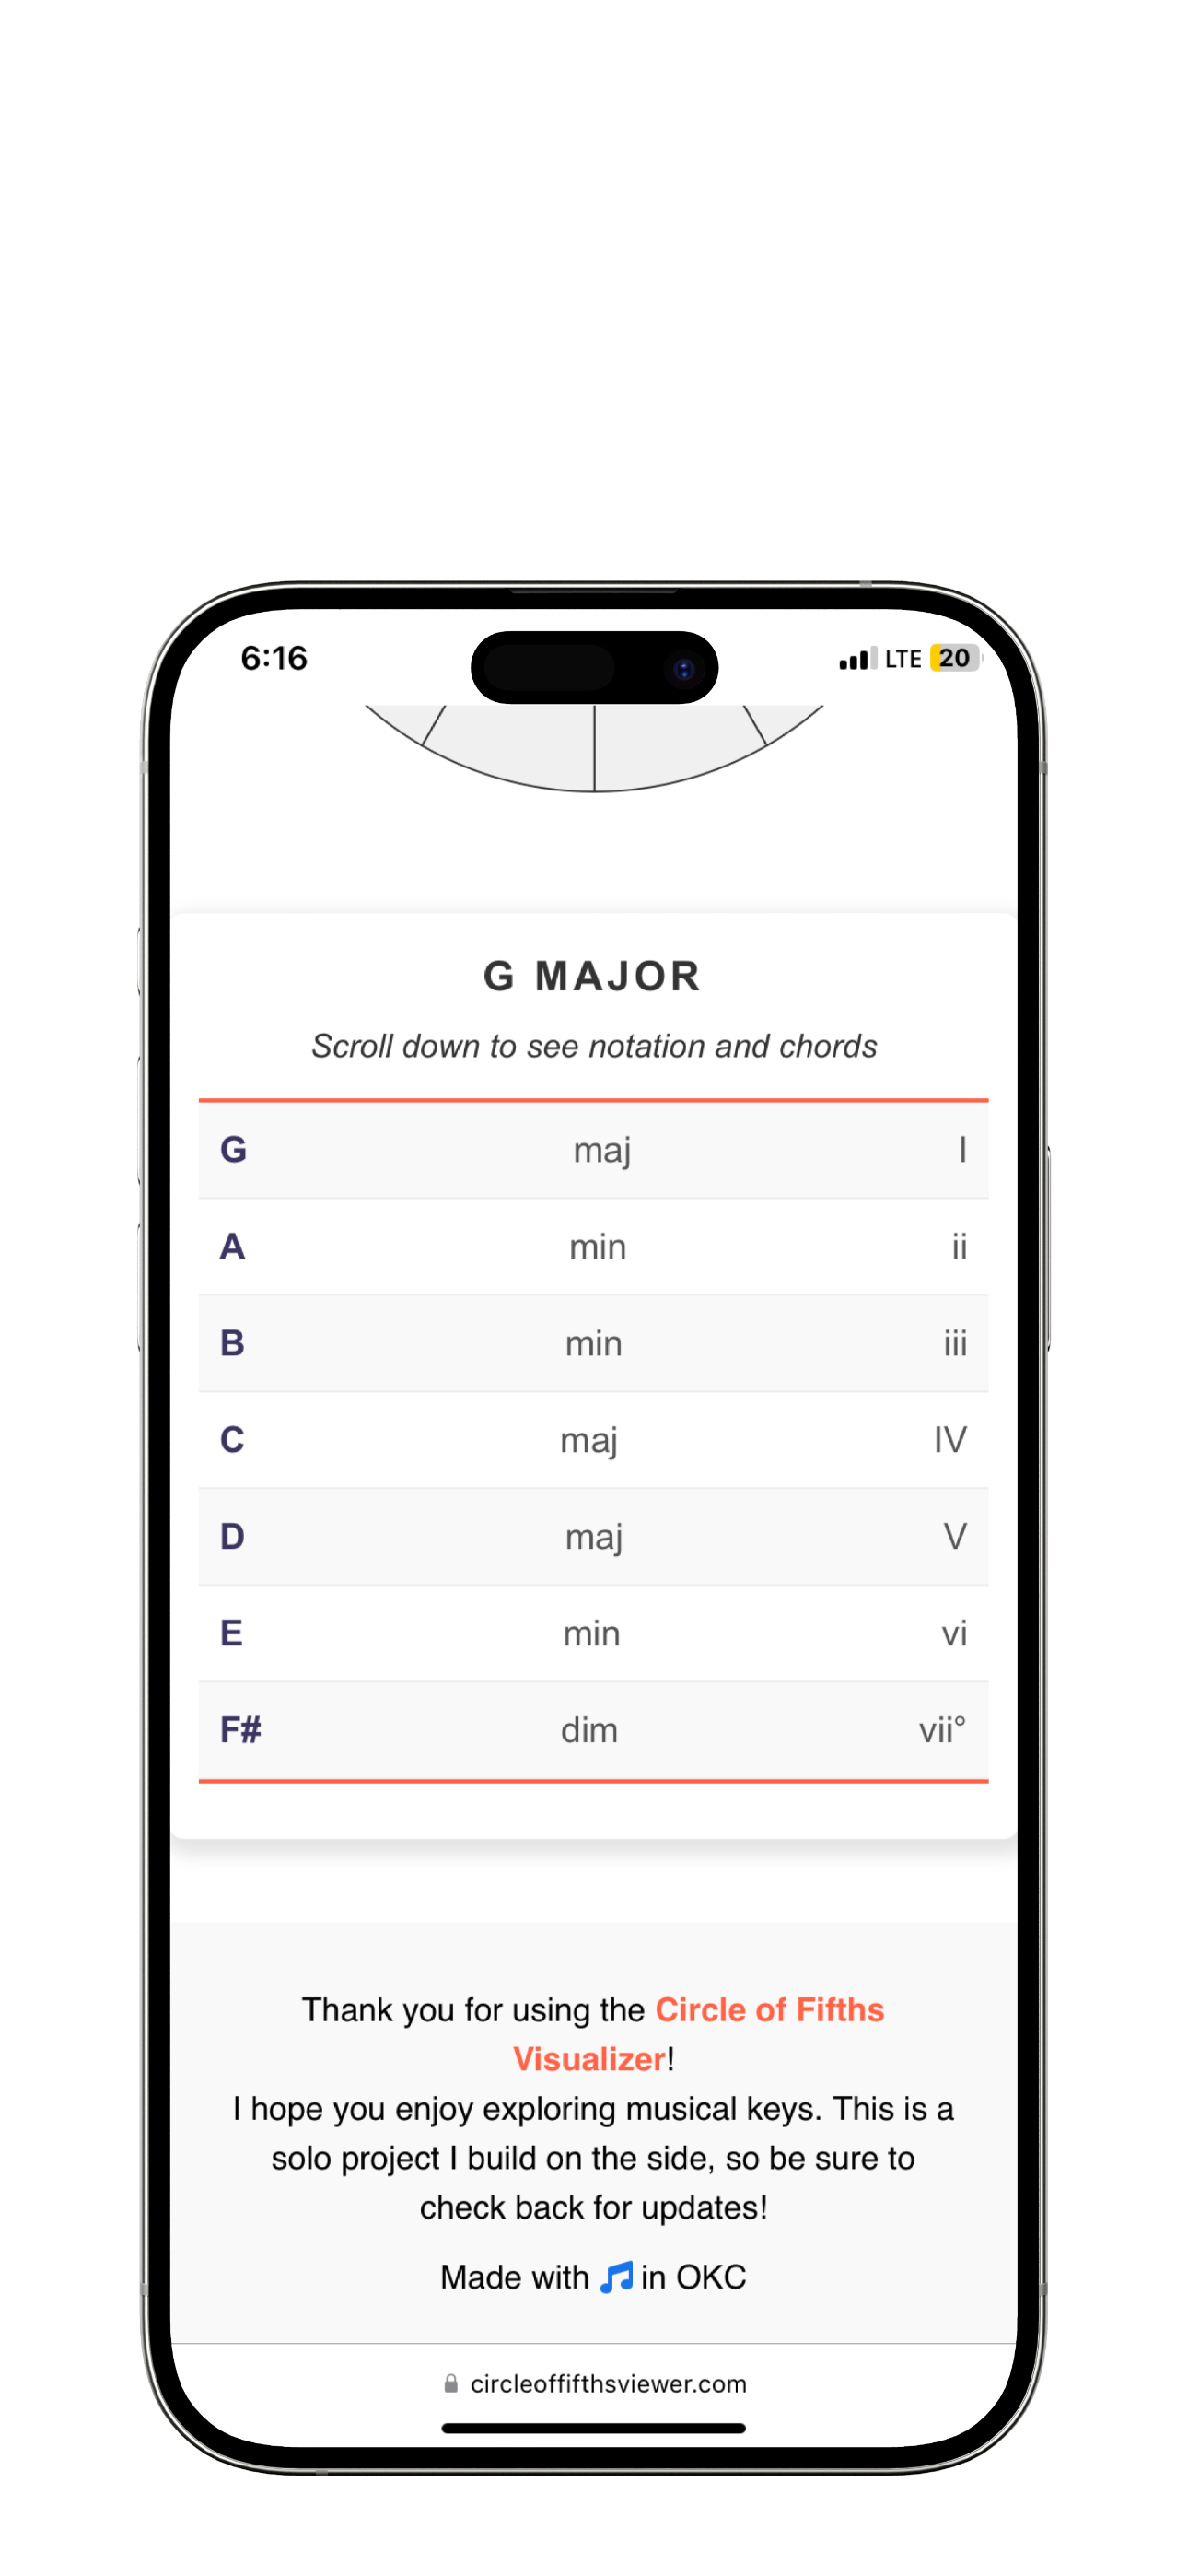 6:16 LTE 20
G MAJOR
Scroll down to see notation and chords
G maj I
A min ii
B min iii
C maj IV
D maj V
E min vi
F# dim vii°
Thank you for using the Circle of Fifths
Visualizer!
I hope you enjoy exploring musical keys. This is a
solo project I build on the side, so be sure to
check back for updates!
Made with 🎵 in OKC
circleoffifthsviewer.com